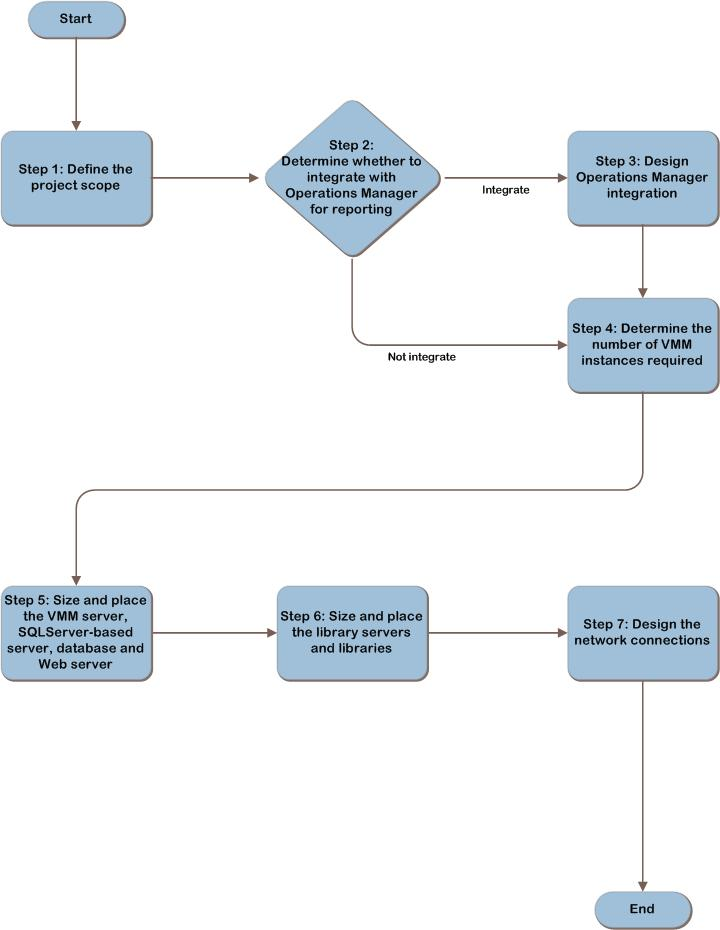 Start
Step 1: Define the
project scope
Step 2:
Determine whether to
integrate with
Operations Manager
for reporting
Integrate
Step 3: Design
Operations Manager
integration
Not integrate
Step 4: Determine the
number of VMM
instances required
Step 5: Size and place
the VMM server,
SQLServer-based
server, database and
Web server
Step 6: Size and place
the library servers
and libraries
Step 7: Design the
network connections
End